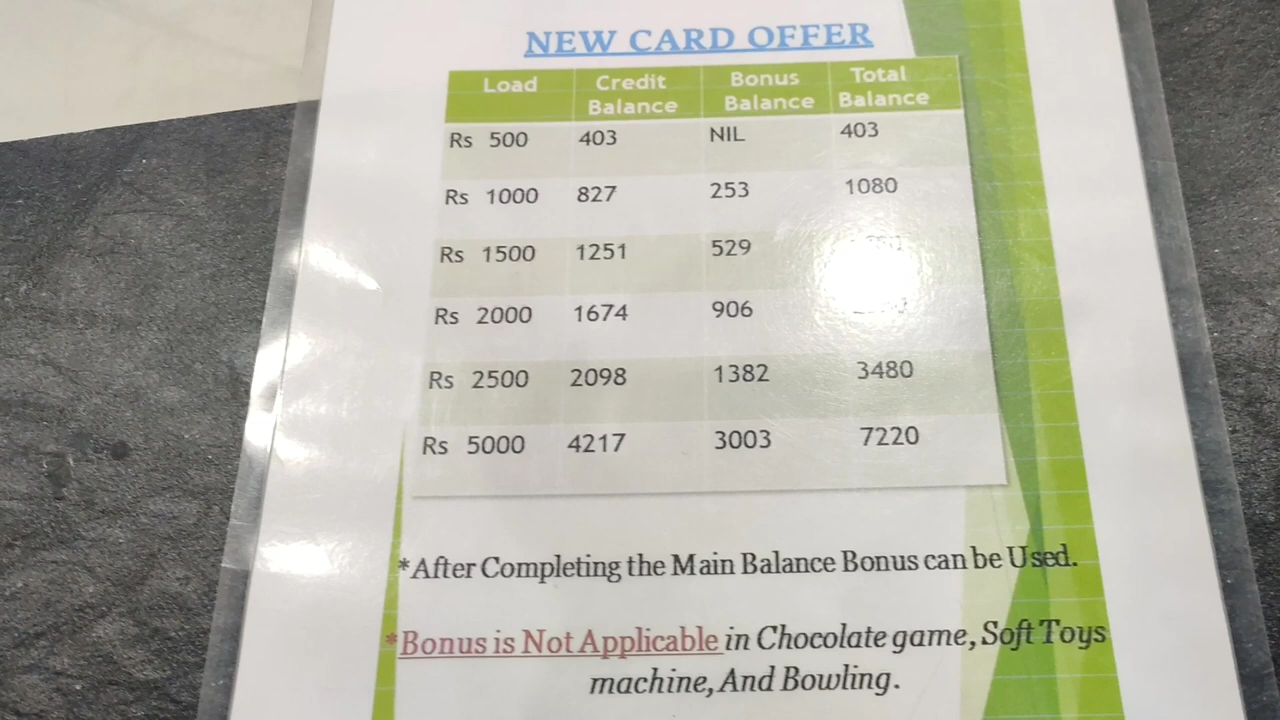 NEW CARD OFFER
Load Credit Balance Bonus Balance Total Balance
Rs 500 403 NIL 403
Rs 1000 827 253 1080
Rs 1500 1251 529
Rs 2000 1674 906
Rs 2500 2098 1382 3480
Rs 5000 4217 3003 7220
*After Completing the Main Balance Bonus can be Used.
*Bonus is Not Applicable in Chocolate game, Soft Toys
machine, And Bowling.